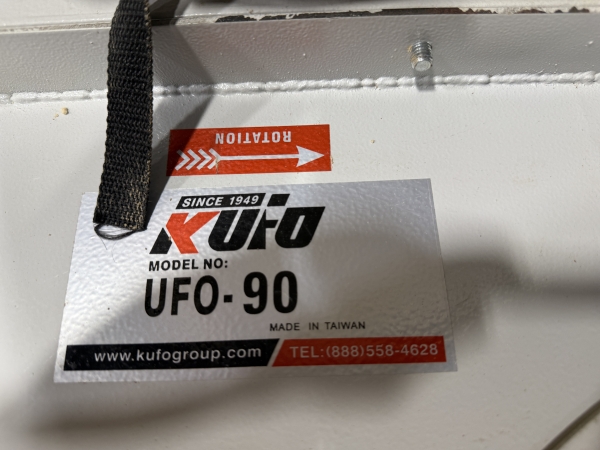 ROTATION
SINCE 1949
KUFO
MODEL NO:
UFO-90
MADE IN TAIWAN
www.kufogroup.com
TEL:(888)558-4628